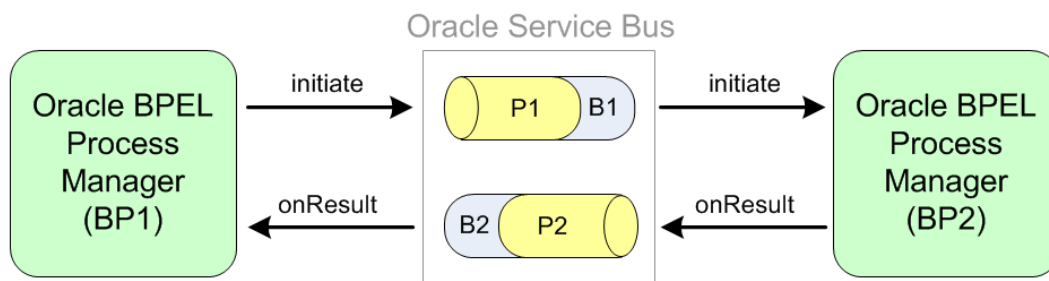 Oracle Service Bus
Oracle BPEL
Process
Manager
(BP1)
initiate
P1
B1
initiate
onResult
B2
P2
onResult
Oracle BPEL
Process
Manager
(BP2)